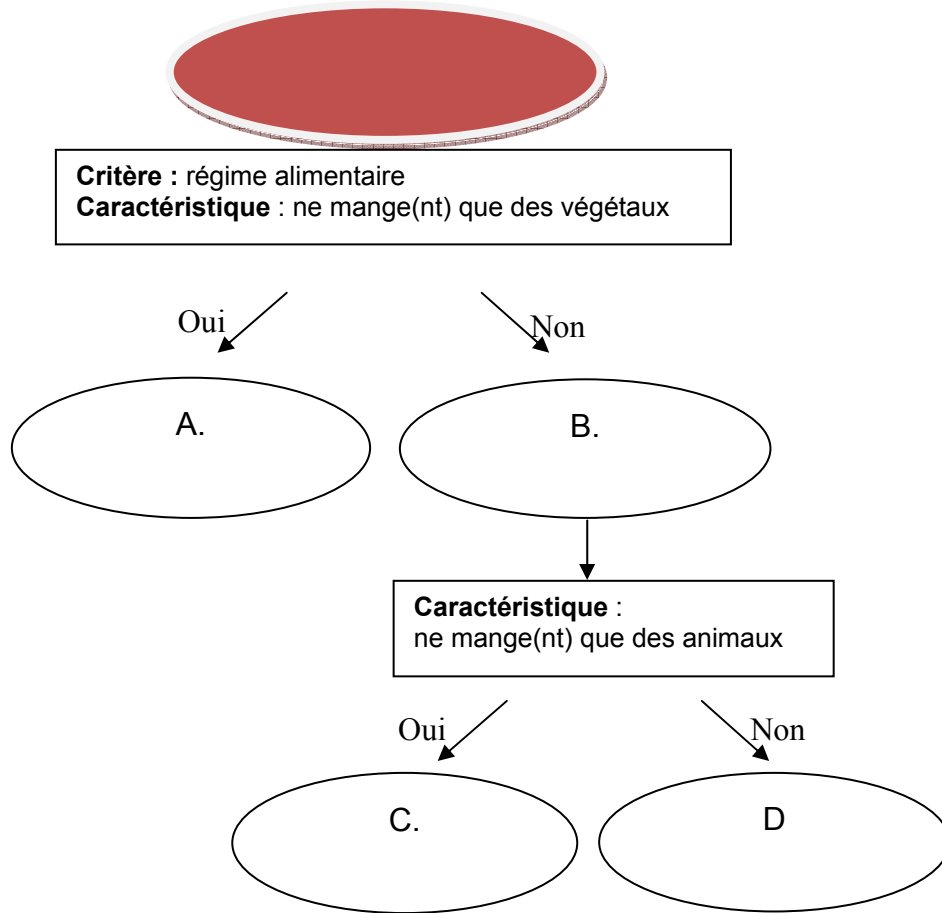 Critère : régime alimentaire
Caractéristique : ne mange(nt) que des végétaux
Oui
Non
A.
B.
Caractéristique :
ne mange(nt) que des animaux
Oui
Non
C.
D